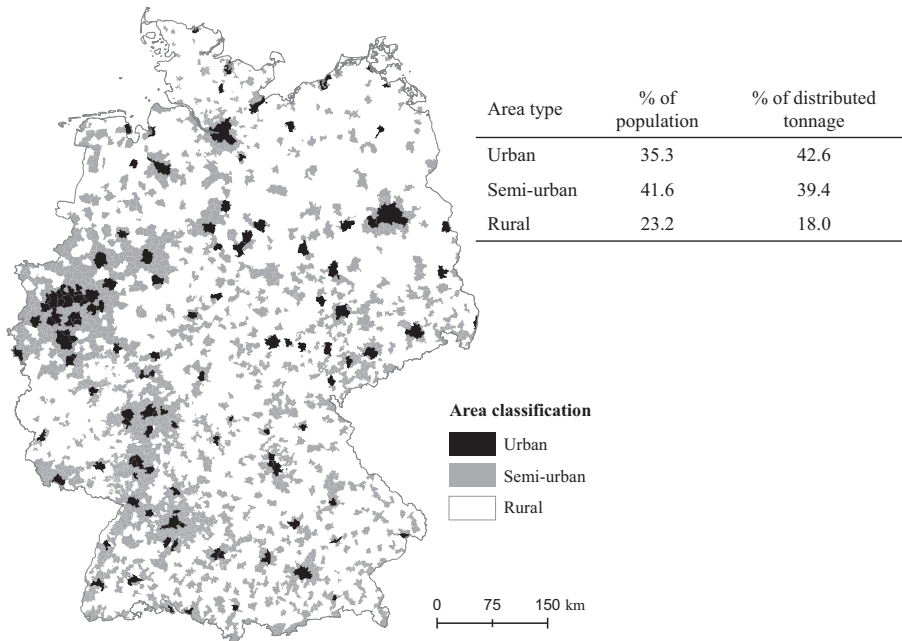 Area type % of population % of distributed tonnage
Urban 35.3 42.6
Semi-urban 41.6 39.4
Rural 23.2 18.0
Area classification
Urban
Semi-urban
Rural
0 75 150 km